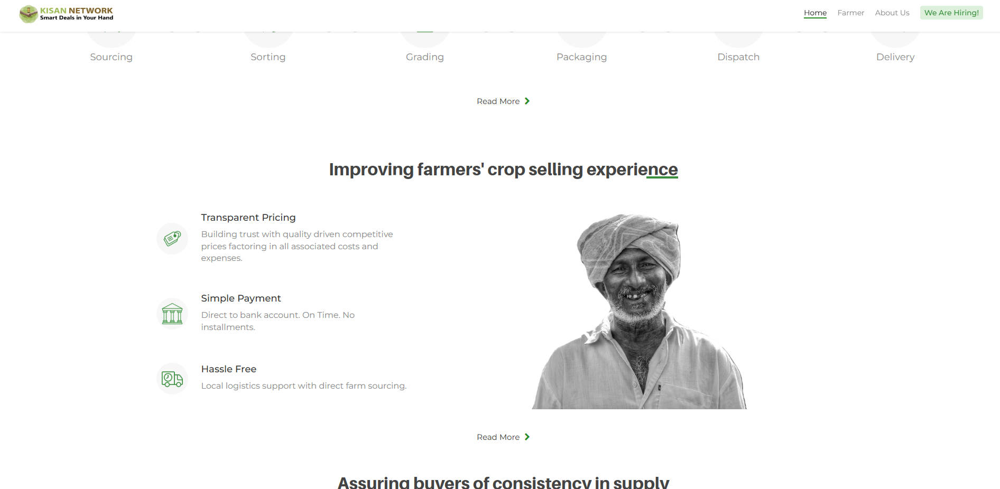 KISAN NETWORK
Smart Deals in Your Hand
Home Farmer About Us We Are Hiring!
Sourcing Sorting Grading Packaging Dispatch Delivery
Read More
Improving farmers' crop selling experience
Transparent Pricing
Building trust with quality driven competitive
prices factoring in all associated costs and
expenses.
Simple Payment
Direct to bank account. On Time. No
installments.
Hassle Free
Local logistics support with direct farm sourcing.
Read More
Assuring buyers of consistency in supply